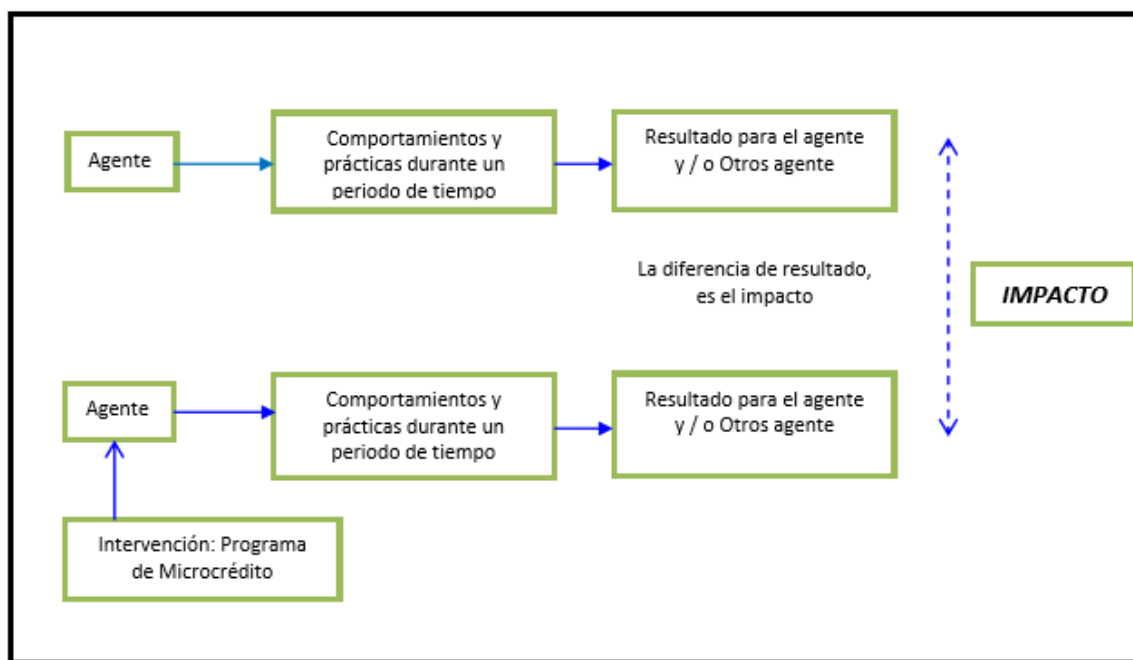 Agente
Comportamientos y
prácticas durante un
periodo de tiempo
Resultado para el agente
y / o Otros agente
La diferencia de resultado,
es el impacto
IMPACTO
Agente
Comportamientos y
prácticas durante un
periodo de tiempo
Resultado para el agente
y / o Otros agente
Intervención: Programa
de Microcrédito